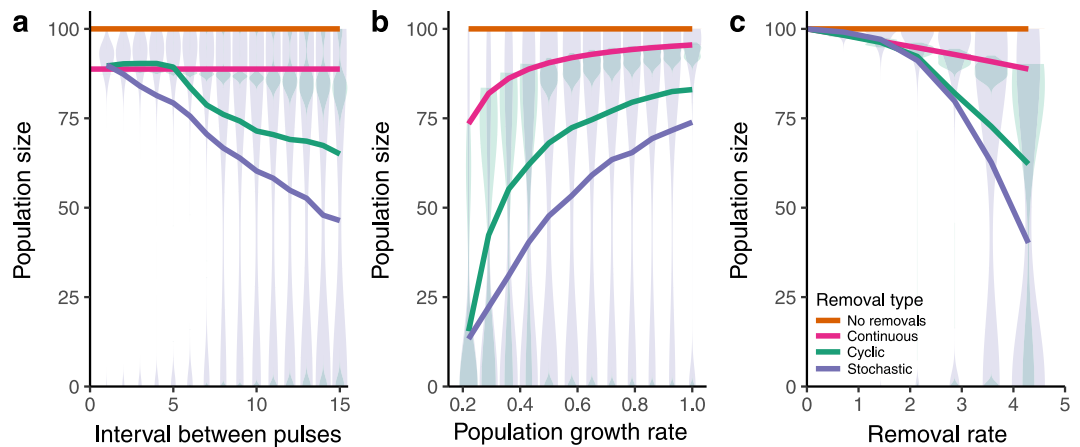 a
100
75
50
25
0
Population size
0
5
10
15
Interval between pulses
b
100
75
50
25
0
Population size
0.2
0.4
0.6
0.8
1.0
Population growth rate
c
100
75
50
25
0
Population size
Removal type
No removals
Continuous
Cyclic
Stochastic
0
1
2
3
4
5
Removal rate